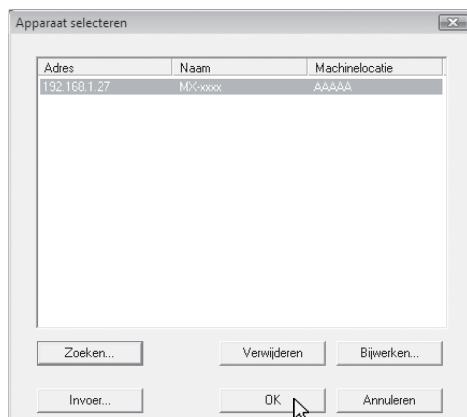 Apparaat selecteren
Adres Naam Machinelocatie
192.168.1.27 MX-xxxx AAAAA
Zoeken... Verwijderen Bijwerken...
Invoer... OK Annuleren